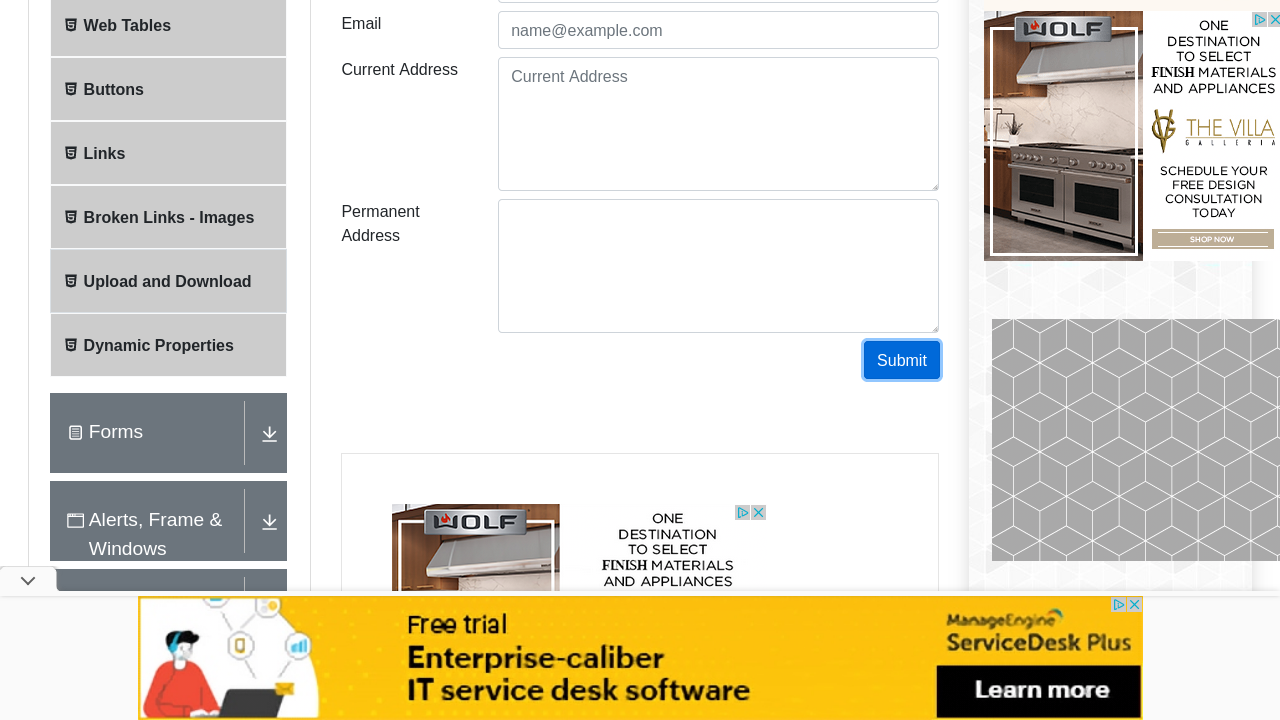 Web Tables
Buttons
Links
Broken Links - Images
Upload and Download
Dynamic Properties
Forms
Alerts, Frame &
Windows
Email
name@example.com
Current Address
Current Address
Permanent
Address
Submit
WOLF
ONE
DESTINATION
TO SELECT
FINISH MATERIALS
AND APPLIANCES
WOLF
ONE
DESTINATION
TO SELECT
FINISH MATERIALS
AND APPLIANCES
VG THE VILLA
GALLERIA
SCHEDULE YOUR
FREE DESIGN
CONSULTATION
TODAY
SHOP NOW
Free trial
Enterprise-caliber
IT service desk software
ManageEngine
ServiceDesk Plus
Learn more